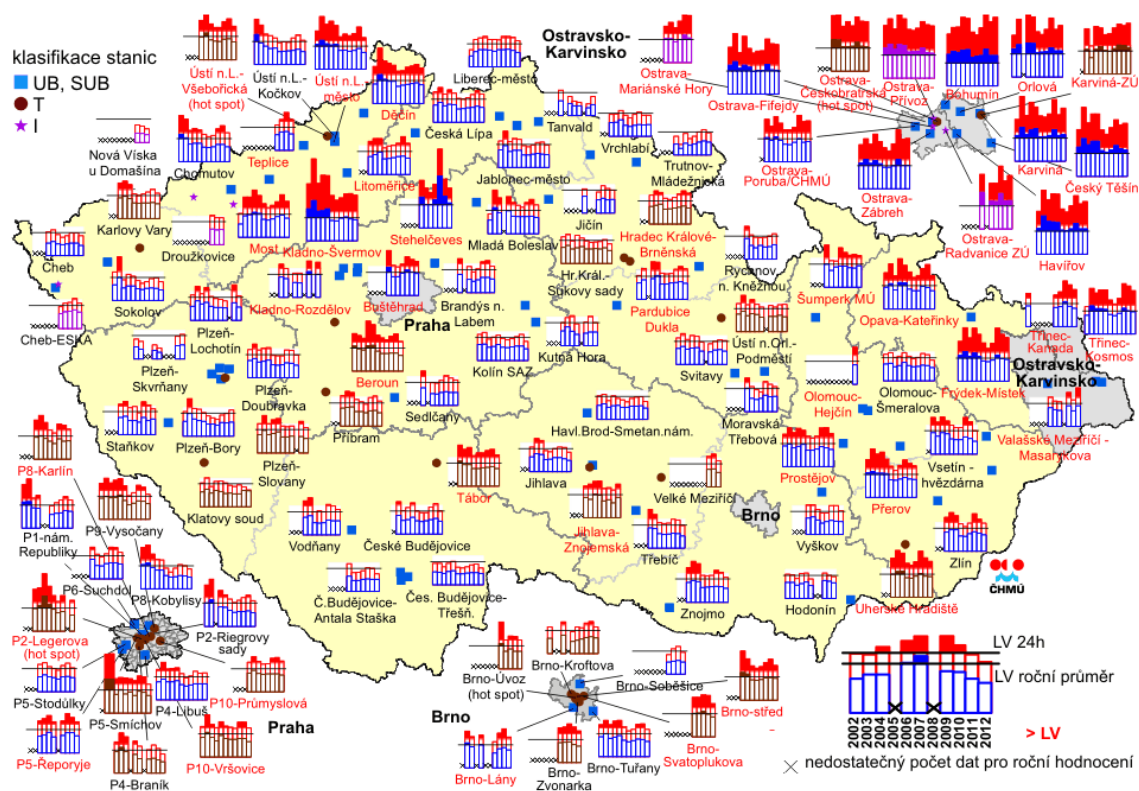 klasifikace stanic
UB, SUB
T
I
Ústí n.L.-
Všebořická
(hot spot)
Ústí n.L.-
Kočkov
Ústí n.L.-
město
Děčín
Liberec-město
Česká Lípa
Tanvald
Vrchlabí
Trutnov-
Mládežnická
Jablonec-město
Jičín
Nová Víska
u Domašína
Chomutov
Teplice
Litoměřice
Karlovy Vary
Droužkovice
Most
Kladno-Švermov
Stehelčeves
Mladá Boleslav
Hradec Králové-
Brněnská
Hr.Král.-
Sukovy sady
Rychnov
n. Kněžnou
Cheb
Sokolov
Cheb-ESKA
Plzeň-
Lochotín
Kladno-Rozdělov
Buštěhrad
Praha
Brandýs n.
Labem
Pardubice
Dukla
Ústí n.Orl.-
Podměstí
Kutná Hora
Kolín SAZ
Svitavy
Plzeň-
Skvrňany
Plzeň-
Doubravka
Beroun
Sedlčany
Příbram
Staňkov
Plzeň-Bory
Plzeň-
Slovany
Klatovy soud
Tábor
Havl.Brod-Smetan.nám.
Moravská
Třebová
Jihlava
Velké Meziříčí
Jihlava-
Znojemská
Třebíč
Brno
Vodňany
České Budějovice
Č.Budějovice-
Antala Staška
Čes. Budějovice-
Třešň.
Znojmo
Hodonín
Vyškov
Prostějov
Přerov
Zlín
Uherské Hradiště
Vsetín -
hvězdárna
Valašské Meziříčí -
Masarykova
Olomouc-
Hejčín
Olomouc-
Šmeralova
Šumperk MÚ
Opava-Kateřinky
Frýdek-Místek
Třinec-
Kanada
Třinec-
Kosmos
Ostravsko-
Karvinsko
Ostravsko-
Karvinsko
Ostrava-
Mariánské Hory
Ostrava-Fifejdy
Ostrava-
Českobratrská
(hot spot)
Ostrava-
Přívoz
Bohumín
Orlová
Karviná-ZÚ
Ostrava-
Poruba/ČHMÚ
Ostrava-
Zábřeh
Ostrava-
Radvanice ZÚ
Karviná
Český Těšín
Havířov
P8-Karlín
P9-Vysočany
P1-nám.
Republiky
P6-Suchdol
P8-Kobylisy
P2-Legerova
(hot spot)
P2-Riegrovy
sady
P5-Stodůlky
P5-Smíchov
P4-Libuš
P10-Průmyslová
Praha
P5-Řeporyje
P4-Braník
P10-Vršovice
Brno-Úvoz
(hot spot)
Brno-Kroftova
Brno-Soběšice
Brno-střed
Brno
Brno-Lány
Brno-
Zvonarka
Brno-Tuřany
Brno-
Svatoplukova
ČHMÚ
LV 24h
LV roční průměr
2002
2003
2004
2005
2006
2007
2008
2009
2010
2011
2012
> LV
nedostatečný počet dat pro roční hodnocení